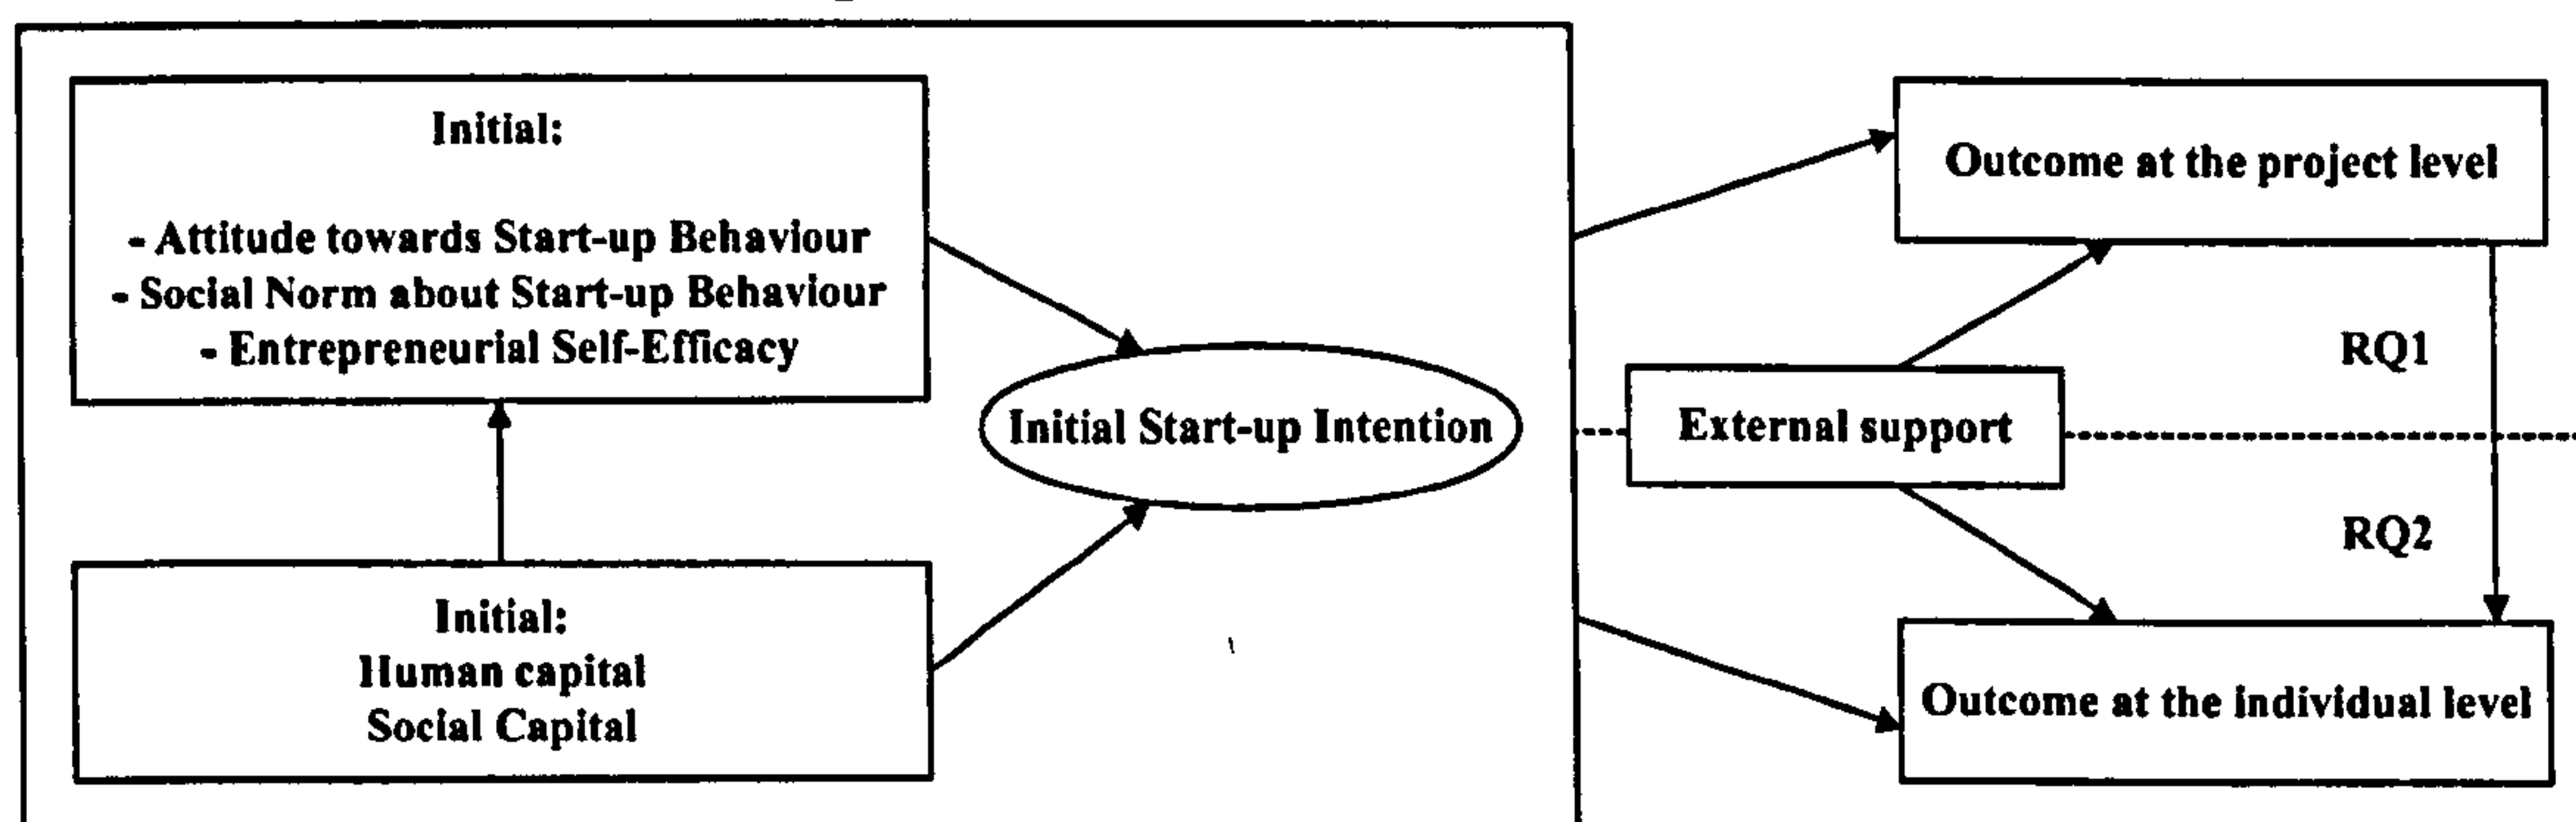 Initial:
- Attitude towards Start-up Behaviour
- Social Norm about Start-up Behaviour
- Entrepreneurial Self-Efficacy
Initial Start-up Intention
Initial:
Human capital
Social Capital
Outcome at the project level
RQ1
External support
RQ2
Outcome at the individual level